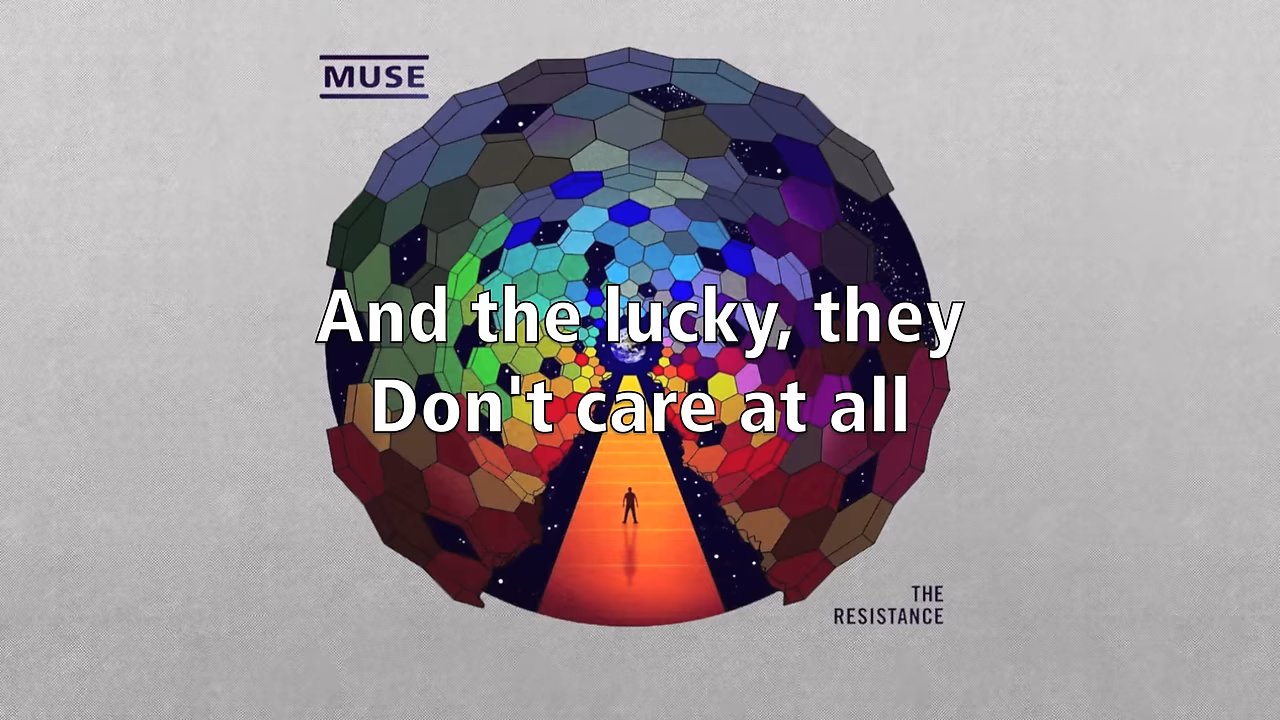 MUSE
And the lucky, they
Don't care at all
THE
RESISTANCE